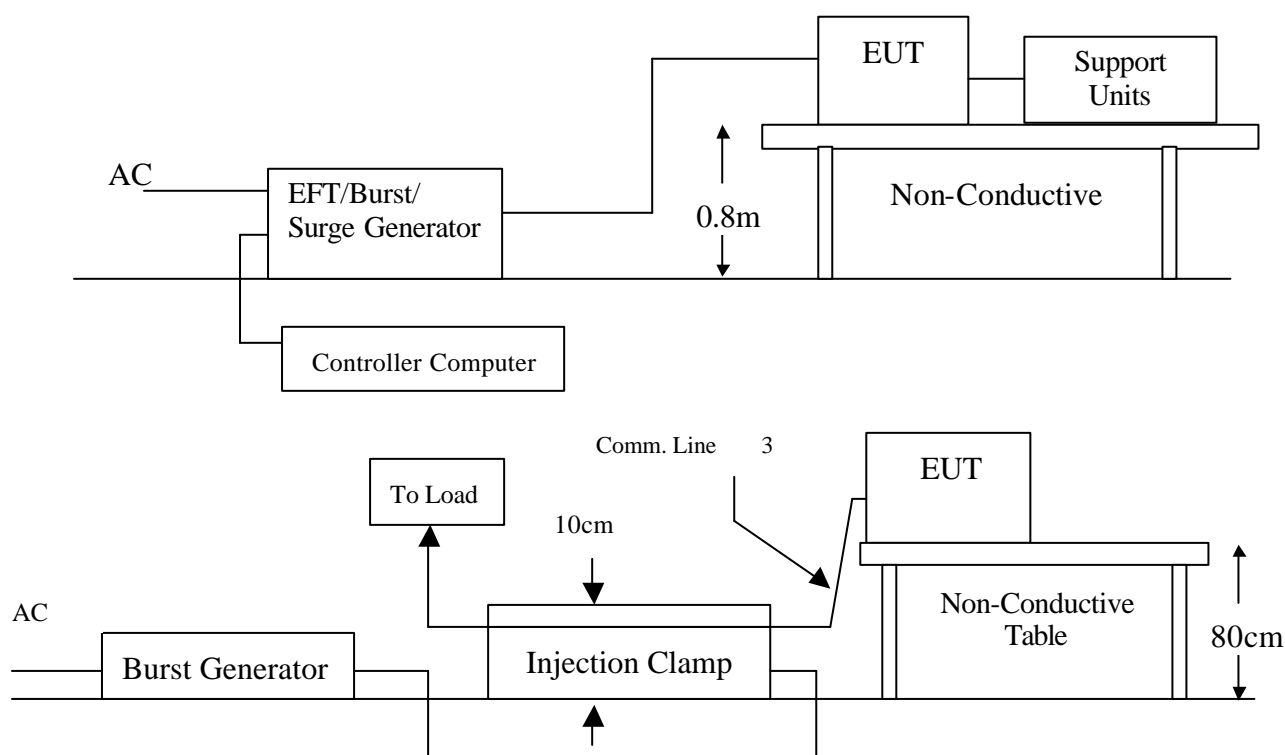 EUT
Support
Units
AC
EFT/Burst/
Surge Generator
0.8m
Non-Conductive
Controller Computer
Comm. Line 3
EUT
To Load
10cm
AC
Burst Generator
Injection Clamp
Non-Conductive
Table
80cm